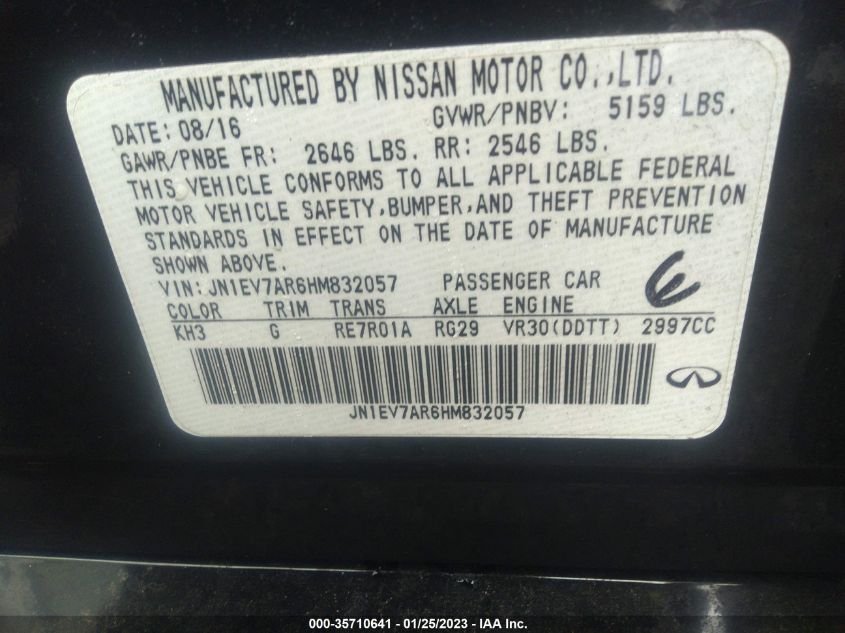 MANUFACTURED BY NISSAN MOTOR CO.,LTD.
DATE: 08/16 GVWR/PNBV: 5159 LBS.
GAWR/PNBE FR: 2646 LBS. RR: 2546 LBS.
THIS VEHICLE CONFORMS TO ALL APPLICABLE FEDERAL
MOTOR VEHICLE SAFETY,BUMPER,AND THEFT PREVENTION
STANDARDS IN EFFECT ON THE DATE OF MANUFACTURE
SHOWN ABOVE.
VIN:JN1EV7AR6HM832057 PASSENGER CAR
COLOR TRIM TRANS AXLE ENGINE
KH3 G RE7R01A RG29 VR30(DDTT) 2997CC
JN1EV7AR6HM832057
000-35710641 - 01/25/2023 - IAA Inc.